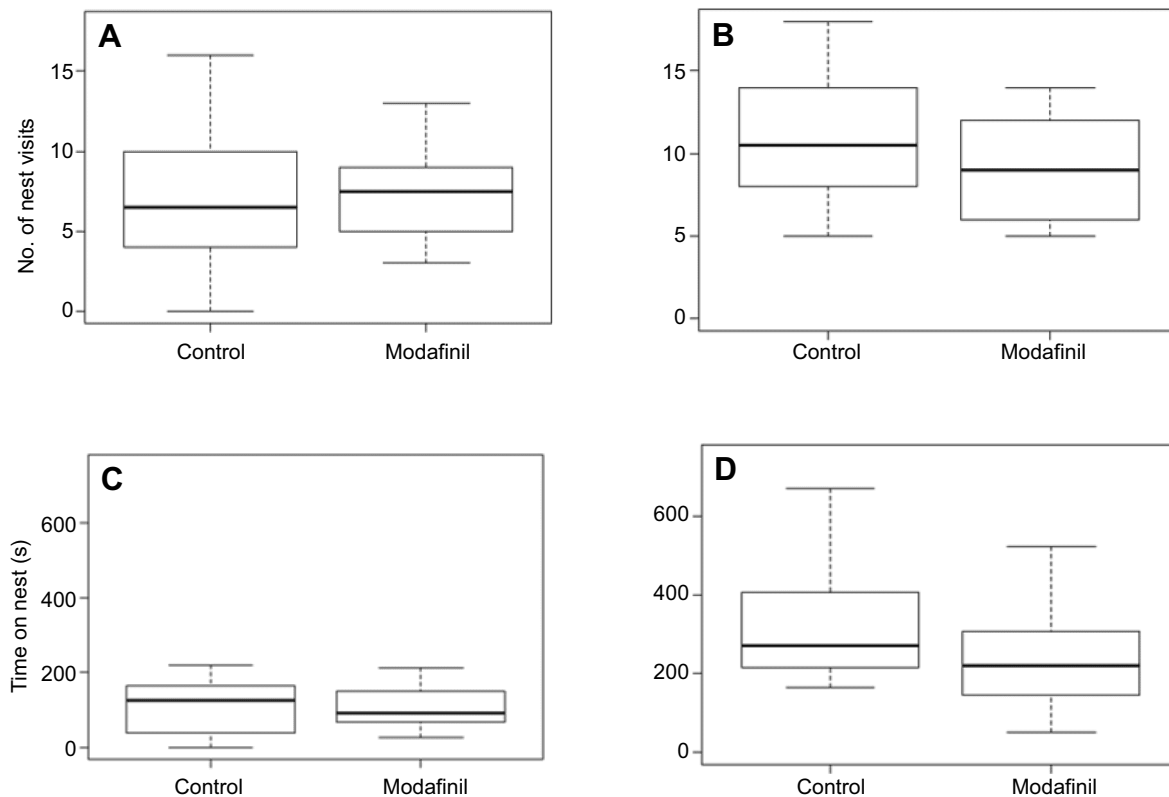 A
B
No. of nest visits
15
10
5
0
Control
Modafinil
15
10
5
0
Control
Modafinil
C
D
Time on nest (s)
600
400
200
0
Control
Modafinil
600
400
200
0
Control
Modafinil